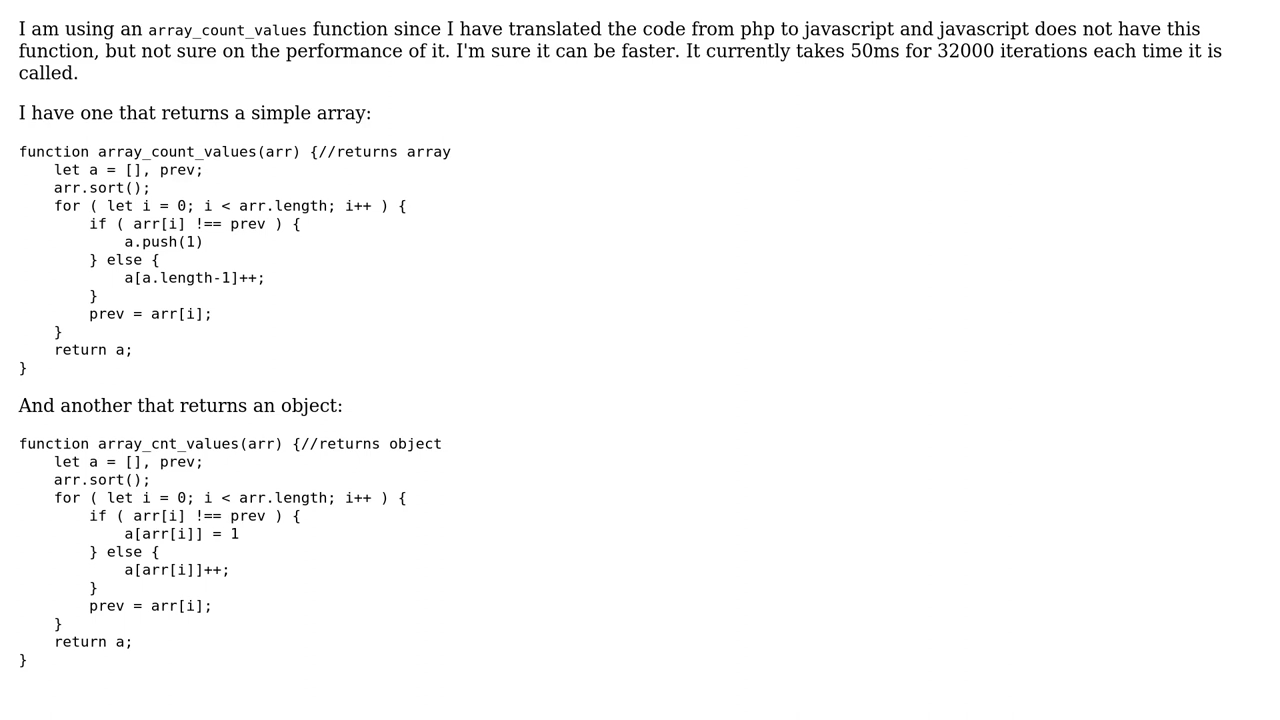 I am using an array_count_values function since I have translated the code from php to javascript and javascript does not have this
function, but not sure on the performance of it. I'm sure it can be faster. It currently takes 50ms for 32000 iterations each time it is
called.
I have one that returns a simple array:
function array_count_values(arr) {//returns array
    let a = [], prev;
    arr.sort();
    for ( let i = 0; i < arr.length; i++ ) {
        if ( arr[i] !== prev ) {
            a.push(1)
        } else {
            a[a.length-1]++;
        }
        prev = arr[i];
    }
    return a;
}
And another that returns an object:
function array_cnt_values(arr) {//returns object
    let a = [], prev;
    arr.sort();
    for ( let i = 0; i < arr.length; i++ ) {
        if ( arr[i] !== prev ) {
            a[arr[i]] = 1
        } else {
            a[arr[i]]++;
        }
        prev = arr[i];
    }
    return a;
}